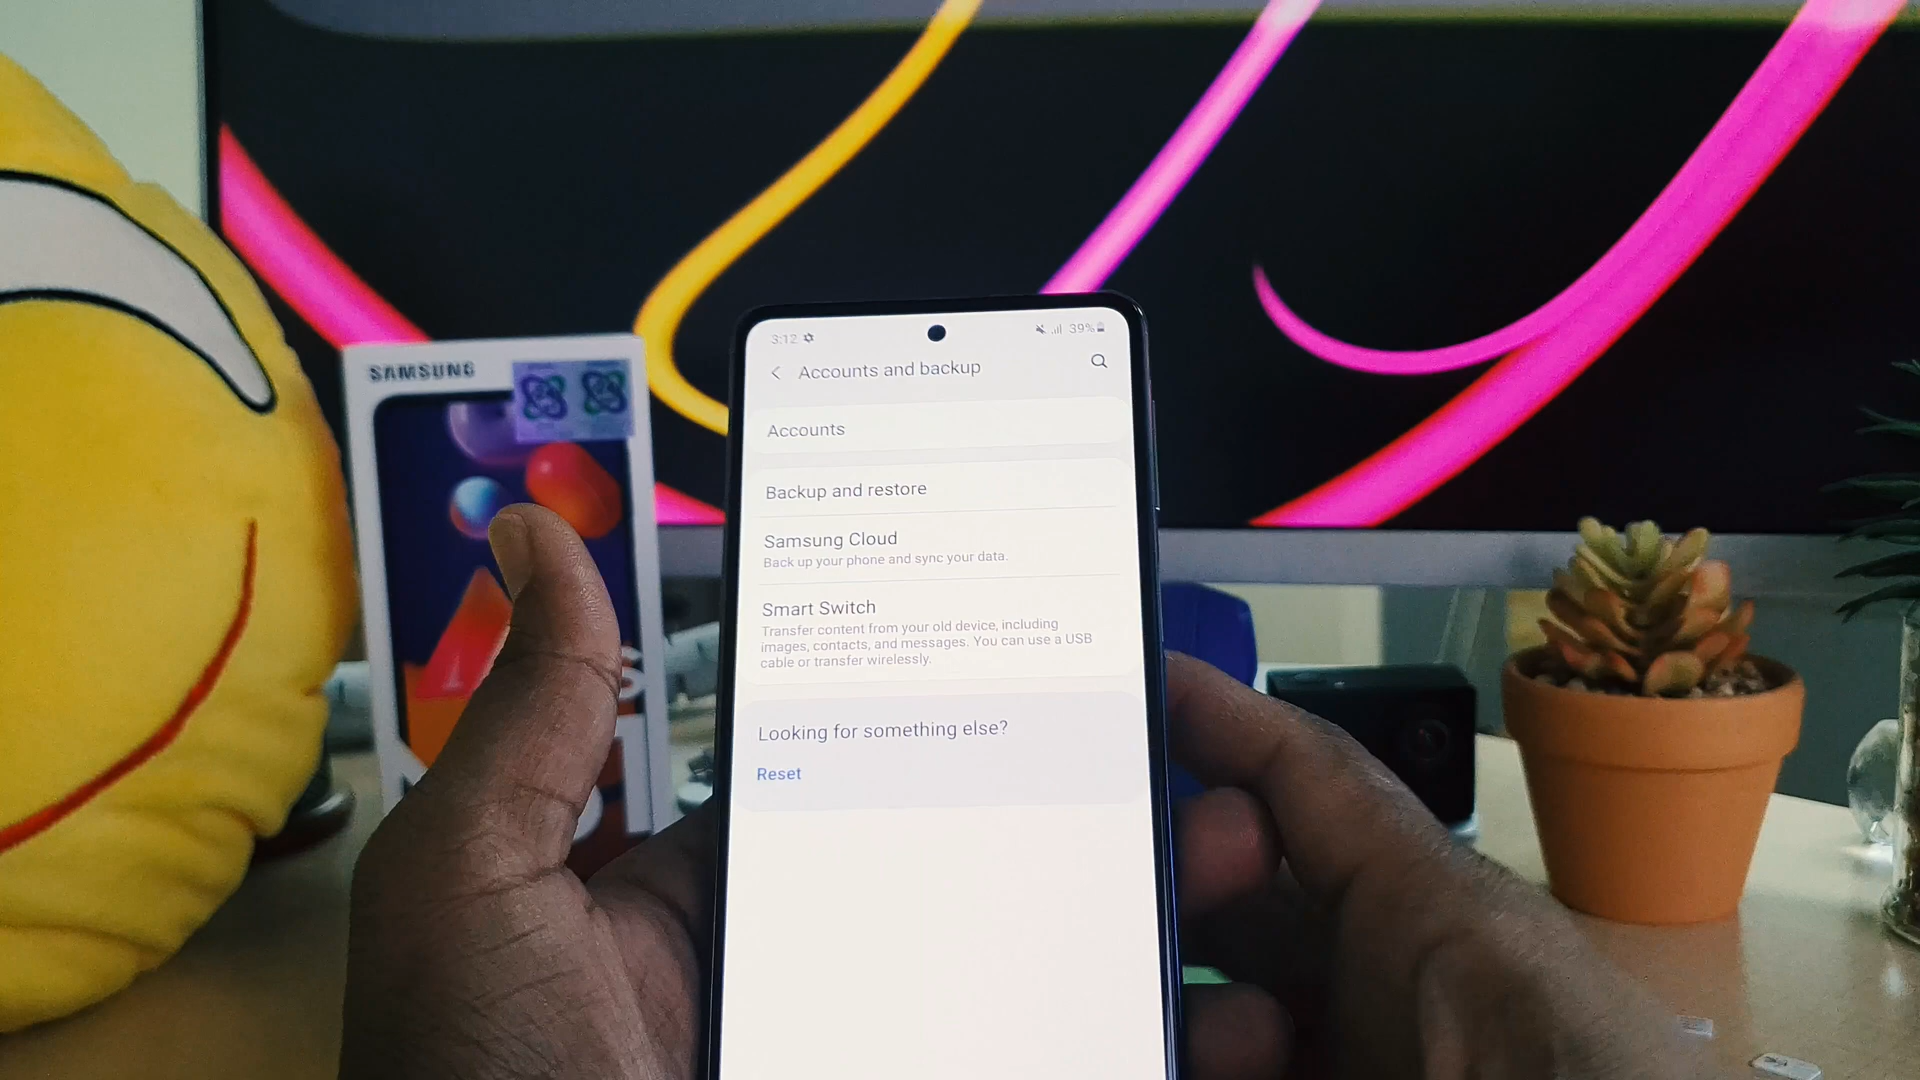 SAMSUNG
3:12
39%
Accounts and backup
Accounts
Backup and restore
Samsung Cloud
Back up your phone and sync your data.
Smart Switch
Transfer content from your old device, including
images, contacts, and messages. You can use a USB
cable or transfer wirelessly.
Looking for something else?
Reset